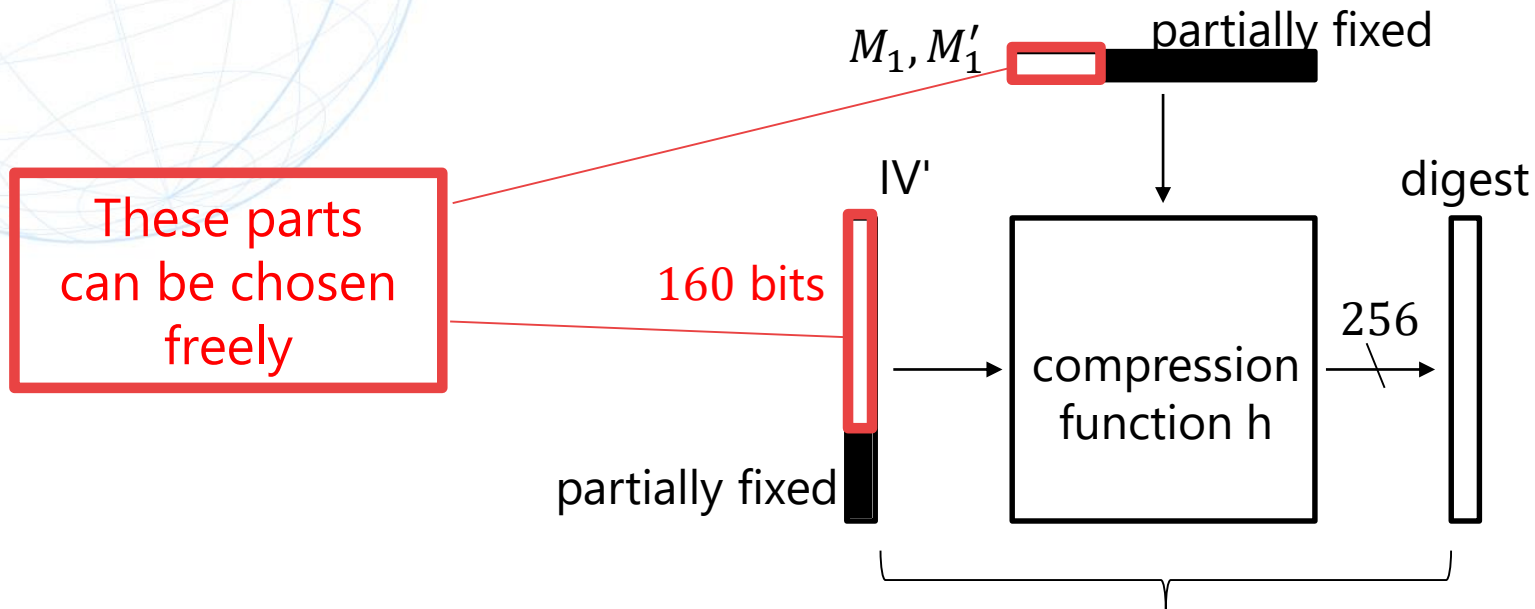 M₁, M₁′
partially fixed
These parts
can be chosen
freely
IV'
160 bits
partially fixed
compression
function h
256
digest